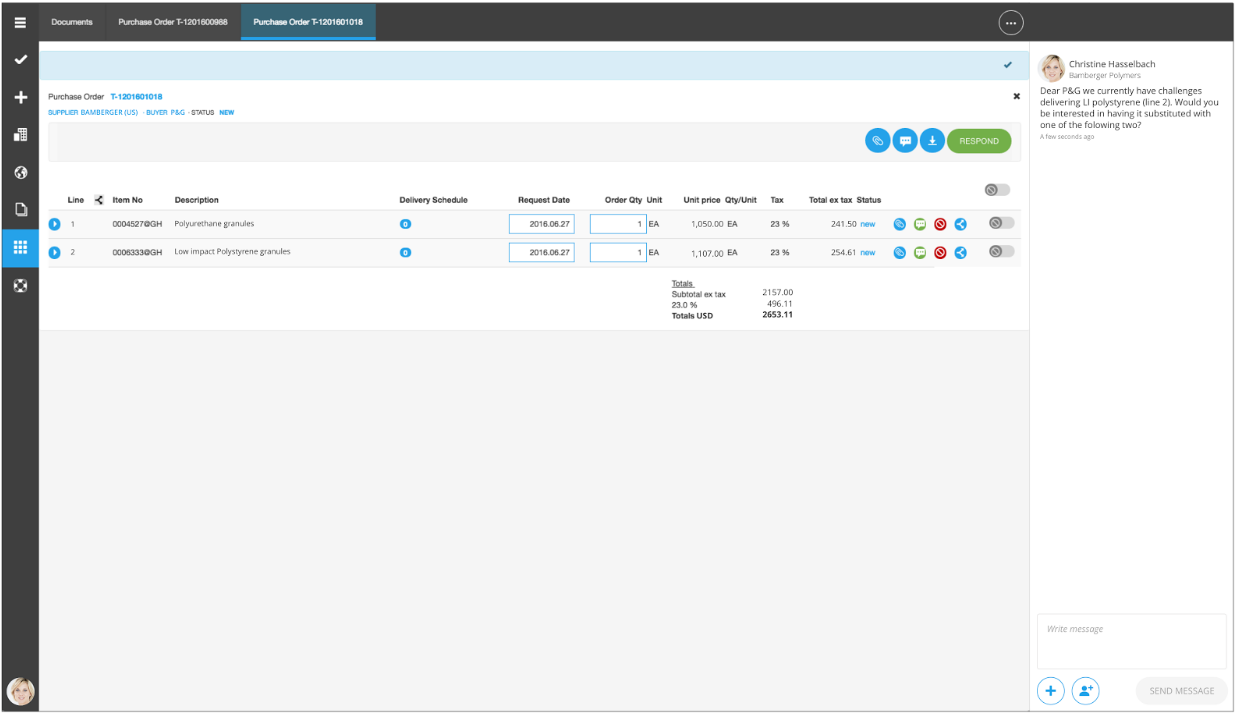 Documents
Purchase Order T-1201600988
Purchase Order T-1201601018
Purchase Order T-1201601018
SUPPLIER BAMBERGER (US) - BUYER P&G - STATUS NEW
RESPOND
Line Item No Description Delivery Schedule Request Date Order Qty Unit Unit price Qty/Unit Tax Total ex tax Status
1 0004527@GH Polyurethane granules 0 2016.06.27 1 EA 1,050.00 EA 23 % 241.50 new
2 0006333@GH Low impact Polystyrene granules 0 2016.06.27 1 EA 1,107.00 EA 23 % 254.61 new
Totals
Subtotal ex tax 2157.00
23.0 % 496.11
Totals USD 2653.11
Christine Hasselbach
Bamberger Polymers
Dear P&G we currently have challenges
delivering LI polystyrene (line 2). Would you
be interested in having it substituted with
one of the folowing two?
A few seconds ago
Write message
SEND MESSAGE